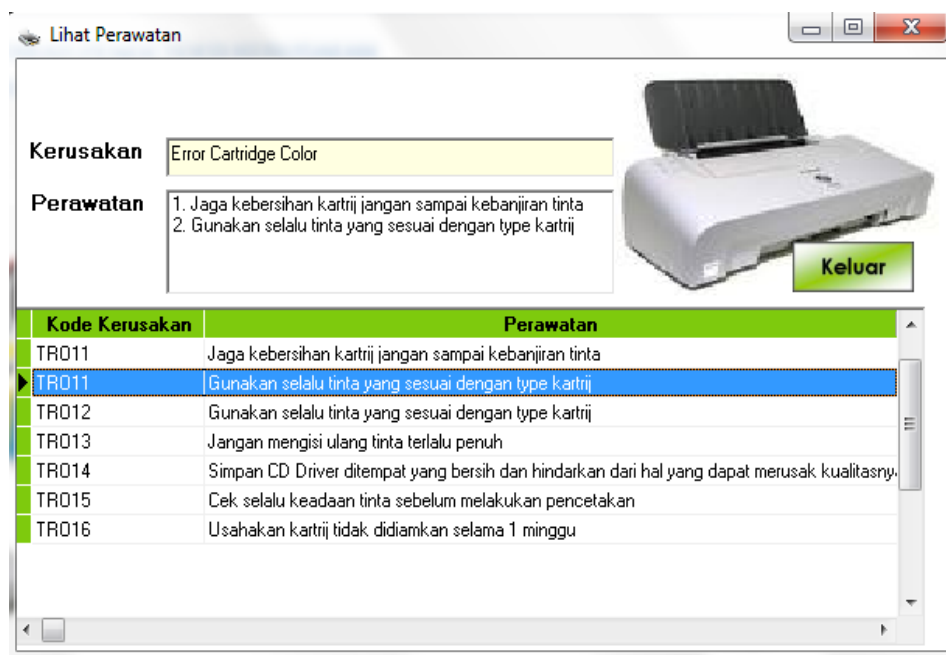 Lihat Perawatan
Kerusakan
Error Cartridge Color
Perawatan
1. Jaga kebersihan kartrij jangan sampai kebanjiran tinta
2. Gunakan selalu tinta yang sesuai dengan type kartrij
Keluar
Kode Kerusakan Perawatan
TR011 Jaga kebersihan kartrij jangan sampai kebanjiran tinta
TR011 Gunakan selalu tinta yang sesuai dengan type kartrij
TR012 Gunakan selalu tinta yang sesuai dengan type kartrij
TR013 Jangan mengisi ulang tinta terlalu penuh
TR014 Simpan CD Driver ditempat yang bersih dan hindarkan dari hal yang dapat merusak kualitasny
TR015 Cek selalu keadaan tinta sebelum melakukan pencetakan
TR016 Usahakan kartrij tidak didiamkan selama 1 minggu